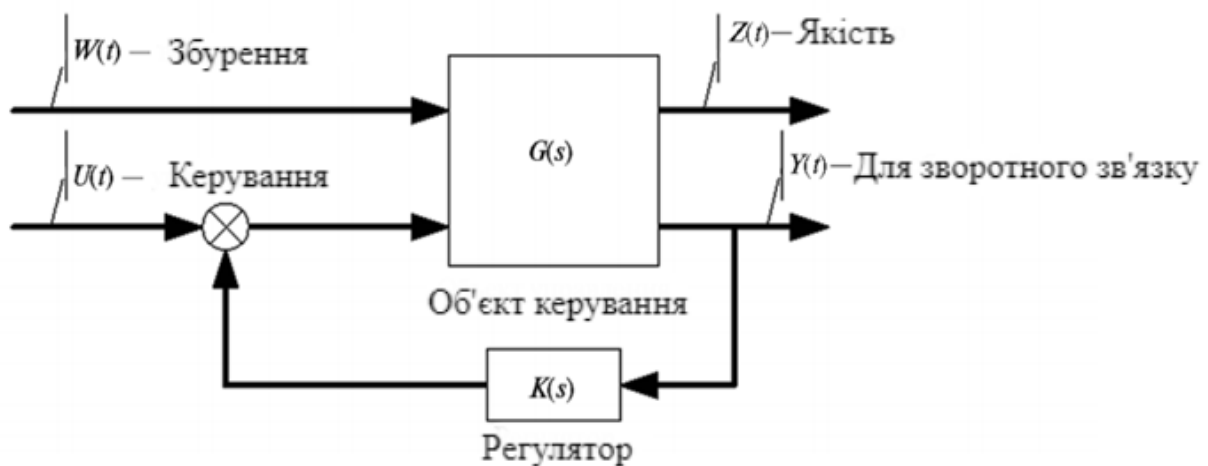 W(t) – Збурення
Z(t)–Якість
G(s)
U(t) – Керування
Y(t)–Для зворотного зв'язку
Об'єкт керування
K(s)
Регулятор